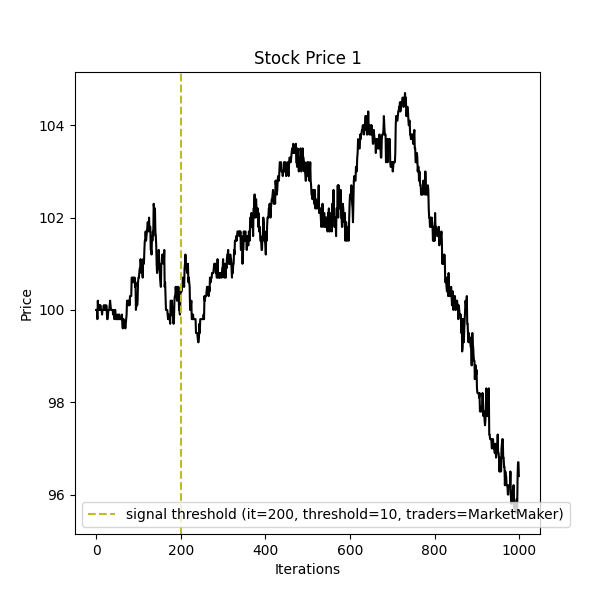 Stock Price 1
104
102
100
98
96
Price
signal threshold (it=200, threshold=10, traders=MarketMaker)
0 200 400 600 800 1000
Iterations